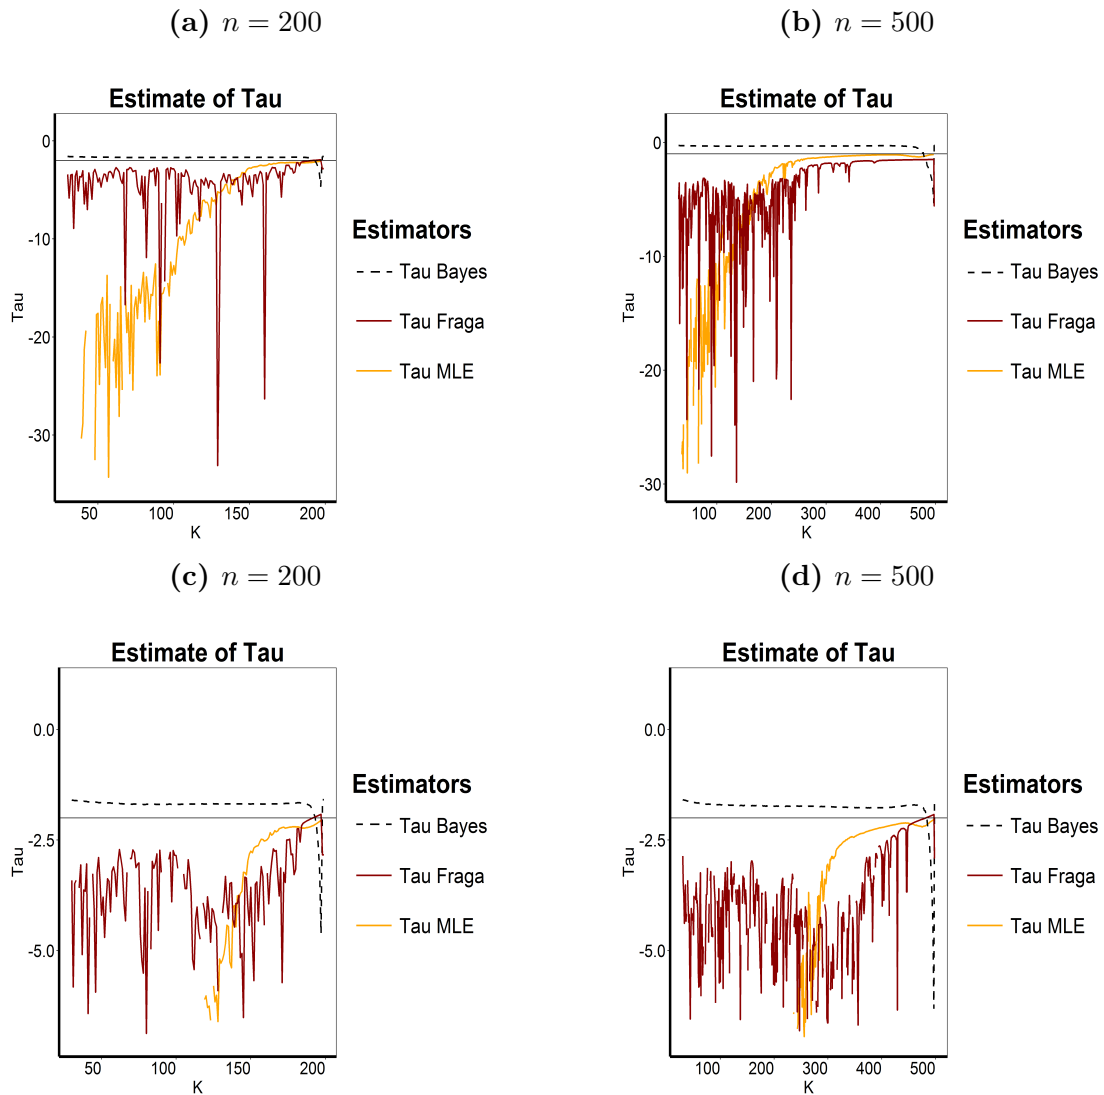 (a) n = 200
Estimate of Tau
0
-10
-20
-30
Tau
50 100 150 200
K
Estimators
Tau Bayes
Tau Fraga
Tau MLE
(b) n = 500
Estimate of Tau
0
-10
-20
-30
Tau
100 200 300 400 500
K
Estimators
Tau Bayes
Tau Fraga
Tau MLE
(c) n = 200
Estimate of Tau
0.0
-2.5
-5.0
Tau
50 100 150 200
K
Estimators
Tau Bayes
Tau Fraga
Tau MLE
(d) n = 500
Estimate of Tau
0.0
-2.5
-5.0
Tau
100 200 300 400 500
K
Estimators
Tau Bayes
Tau Fraga
Tau MLE